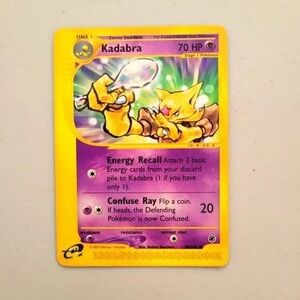 STAGE 1
Kadabra 70 HP
Energy Recall Attach 2 basic
Energy cards from your discard
pile to Kadabra (1 if you have
only 1).
Confuse Ray Flip a coin.
If heads, the Defending 20
Pokémon is now Confused.
weakness resistance retreat cost
e